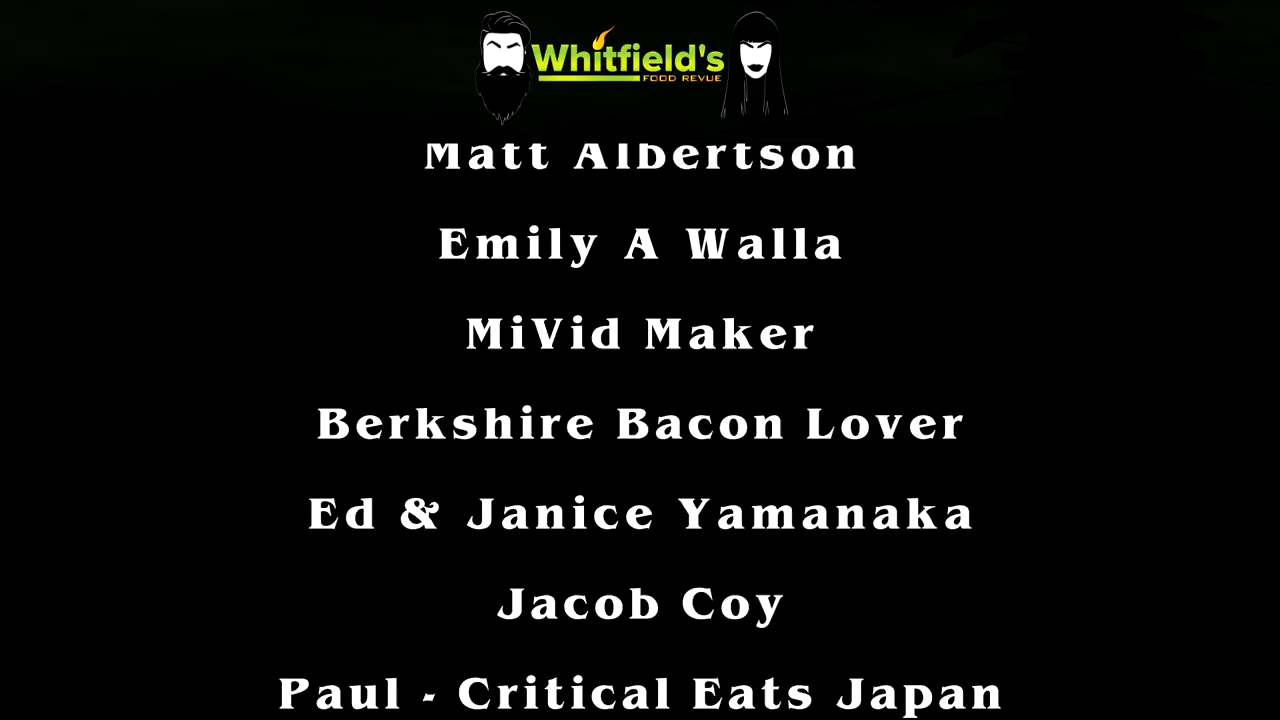 Whitfield's
FOOD REVUE
Matt Albertson
Emily A Walla
MiVid Maker
Berkshire Bacon Lover
Ed & Janice Yamanaka
Jacob Coy
Paul - Critical Eats Japan